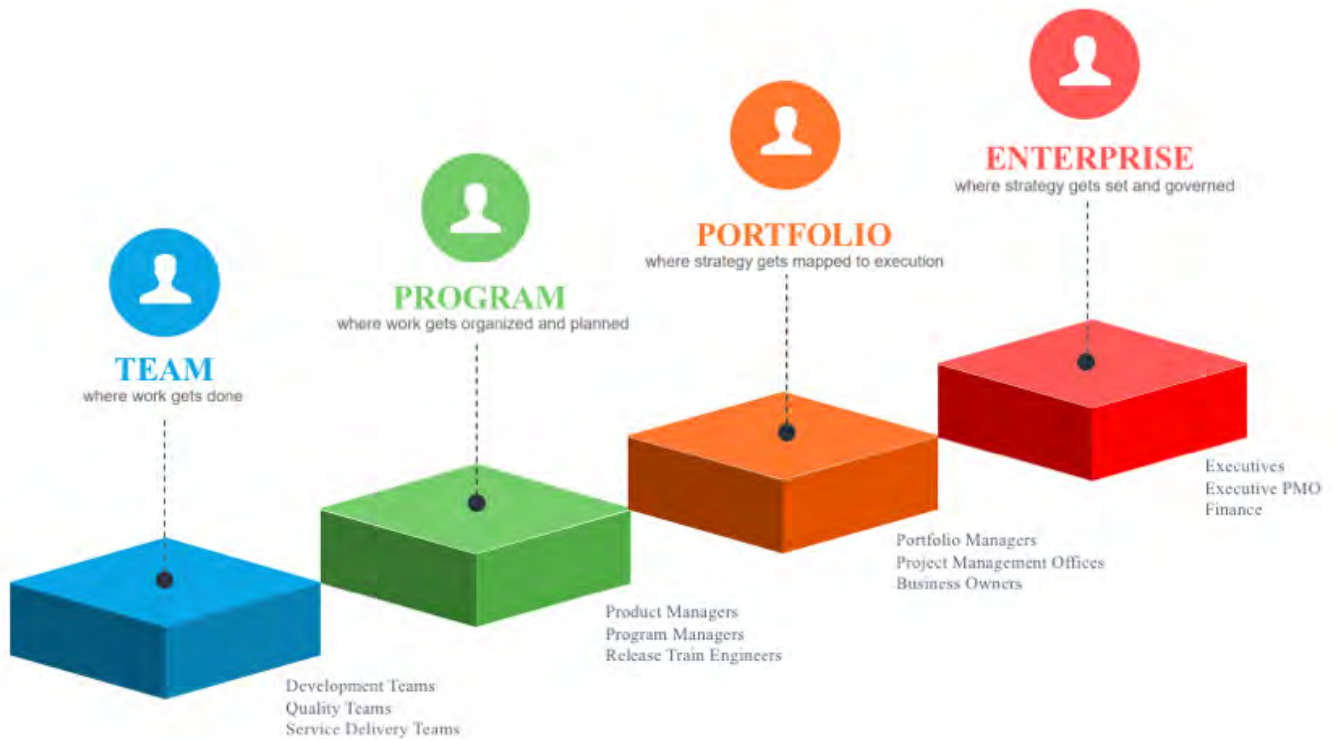 TEAM
where work gets done
Development Teams
Quality Teams
Service Delivery Teams
PROGRAM
where work gets organized and planned
Product Managers
Program Managers
Release Train Engineers
PORTFOLIO
where strategy gets mapped to execution
Portfolio Managers
Project Management Offices
Business Owners
ENTERPRISE
where strategy gets set and governed
Executives
Executive PMO
Finance